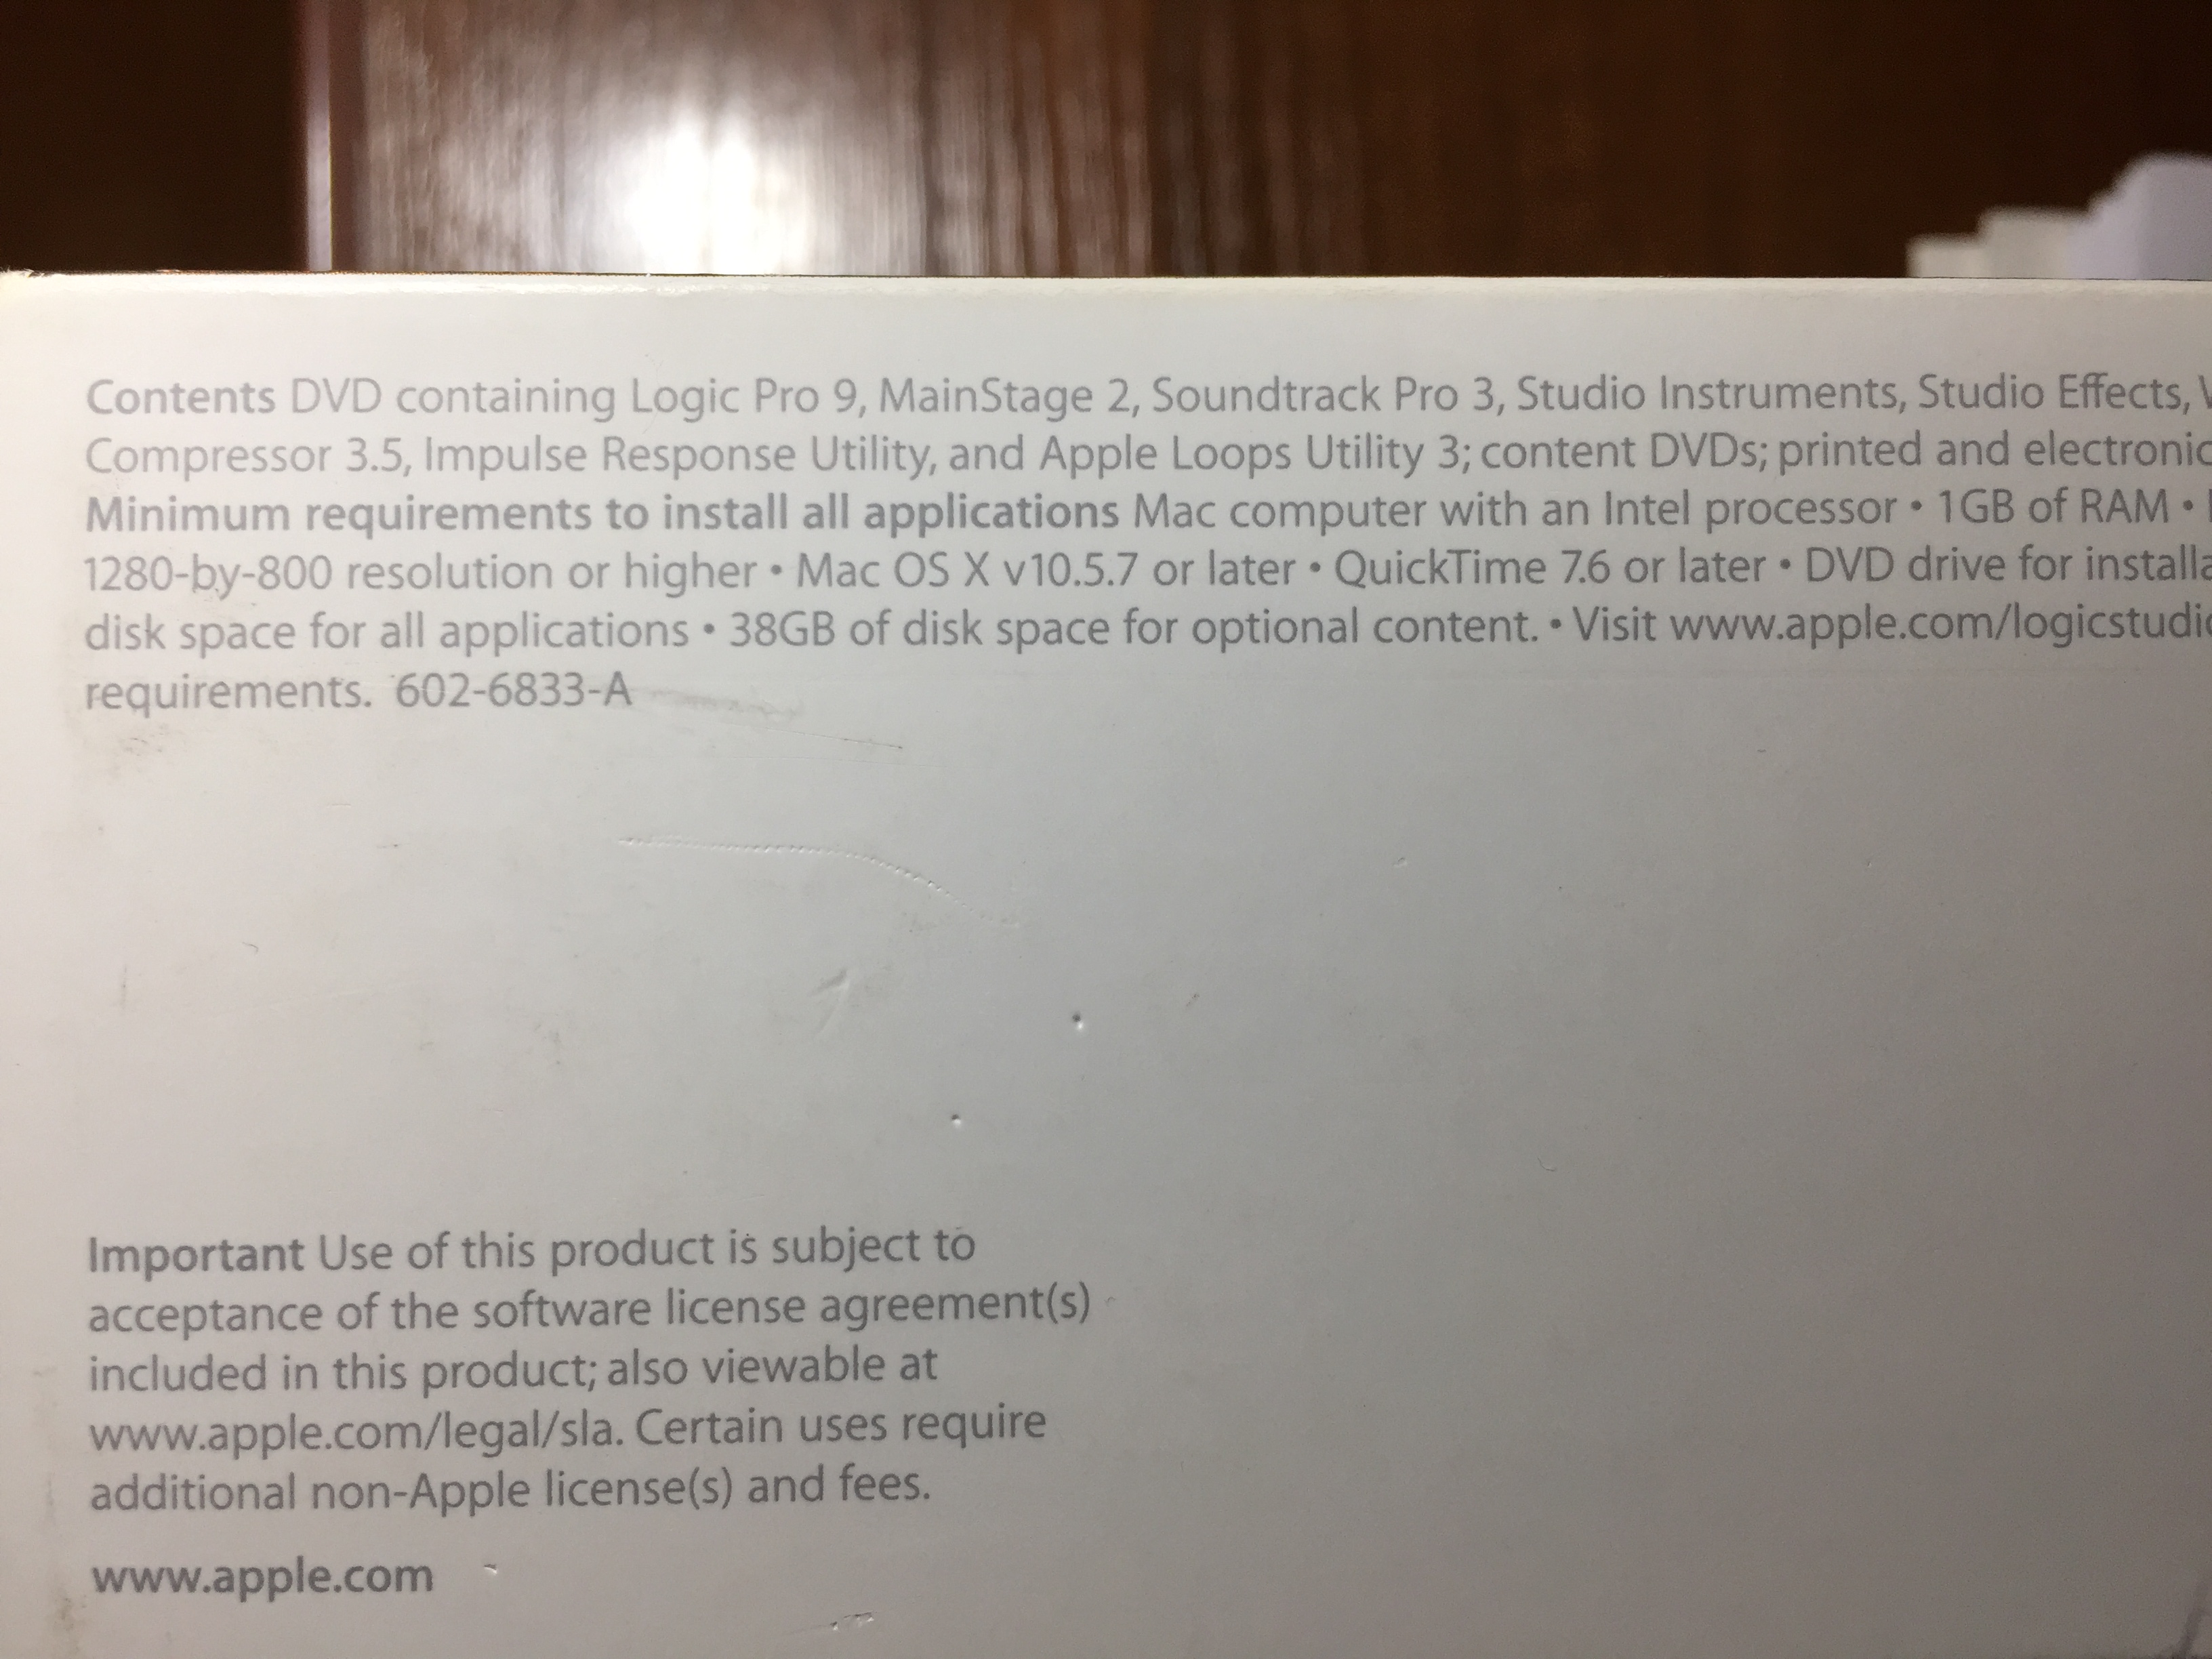 Contents DVD containing Logic Pro 9, MainStage 2, Soundtrack Pro 3, Studio Instruments, Studio Effects,
Compressor 3.5, Impulse Response Utility, and Apple Loops Utility 3; content DVDs; printed and electronic
Minimum requirements to install all applications Mac computer with an Intel processor • 1GB of RAM •
1280-by-800 resolution or higher • Mac OS X v10.5.7 or later • QuickTime 7.6 or later • DVD drive for
disk space for all applications • 38GB of disk space for optional content. • Visit www.apple.com/logicstudio
requirements. 602-6833-A
Important Use of this product is subject to
acceptance of the software license agreement(s)
included in this product; also viewable at
www.apple.com/legal/sla. Certain uses require
additional non-Apple license(s) and fees.
www.apple.com